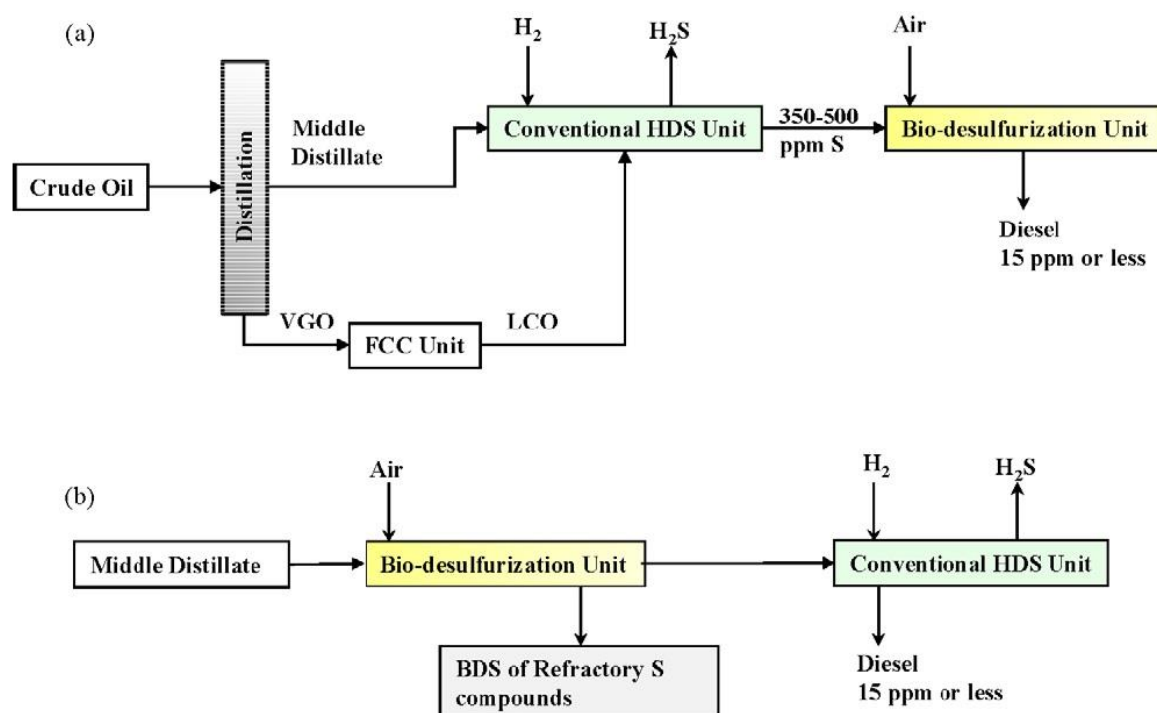 (a)
H2
H2S
Air
Distillation
Middle
Distillate
Conventional HDS Unit
350-500
ppm S
Bio-desulfurization Unit
Crude Oil
Diesel
15 ppm or less
VGO
LCO
FCC Unit
(b)
Air
H2
H2S
Middle Distillate
Bio-desulfurization Unit
Conventional HDS Unit
BDS of Refractory S
compounds
Diesel
15 ppm or less